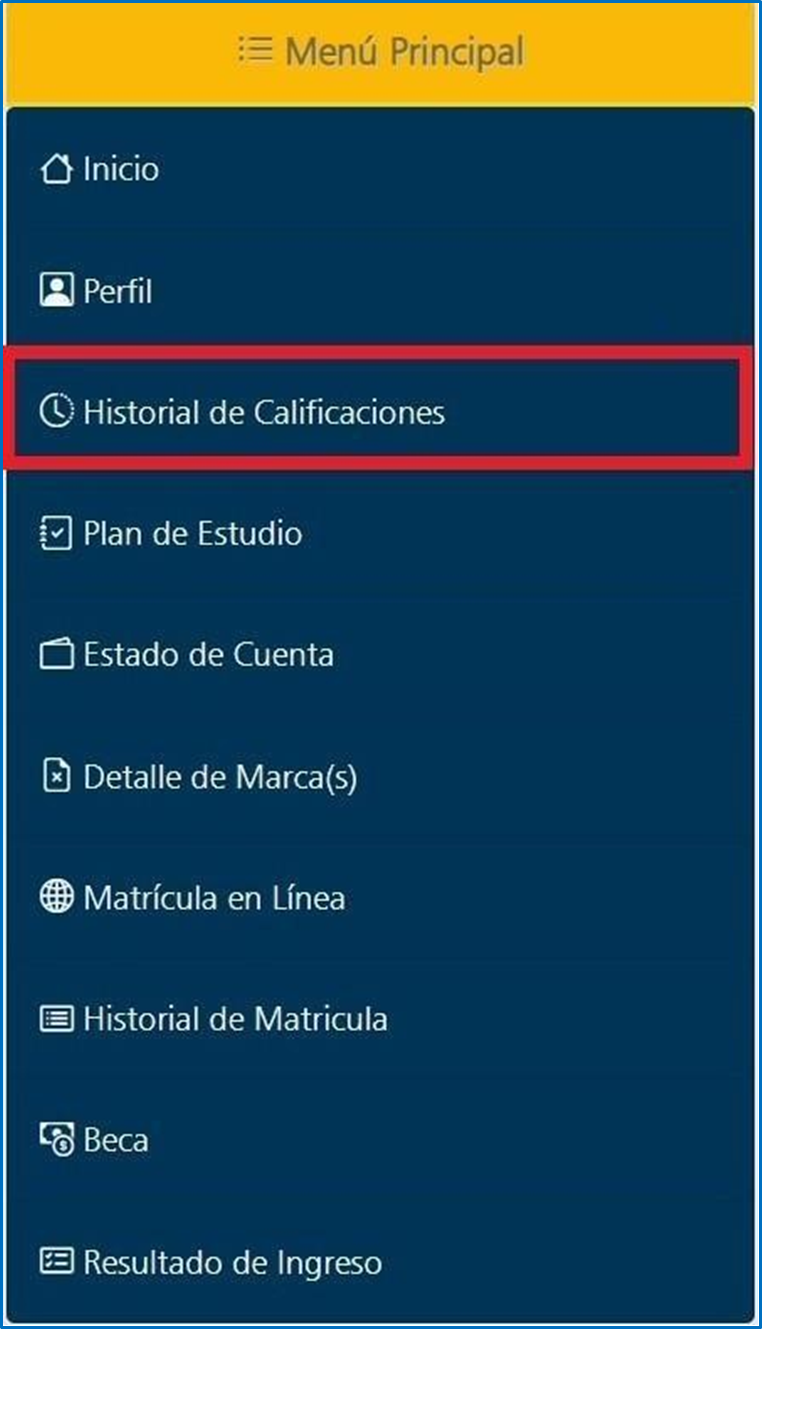 Menú Principal
Inicio
Perfil
Historial de Calificaciones
Plan de Estudio
Estado de Cuenta
Detalle de Marca(s)
Matrícula en Línea
Historial de Matricula
Beca
Resultado de Ingreso